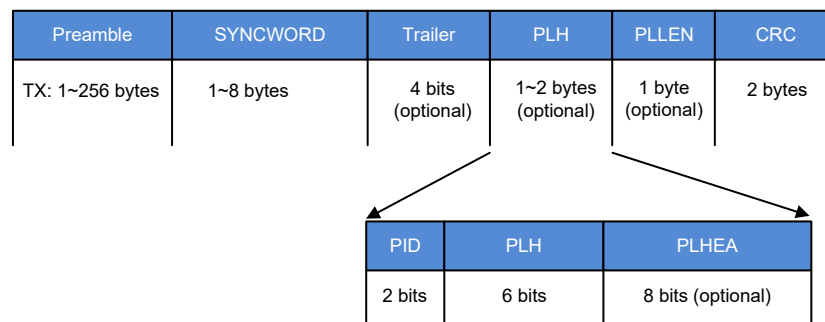 Preamble SYNCWORD Trailer PLH PLLEN CRC
TX: 1~256 bytes 1~8 bytes 4 bits 1~2 bytes 1 byte 2 bytes
(optional) (optional) (optional)
PID PLH PLHEA
2 bits 6 bits 8 bits (optional)